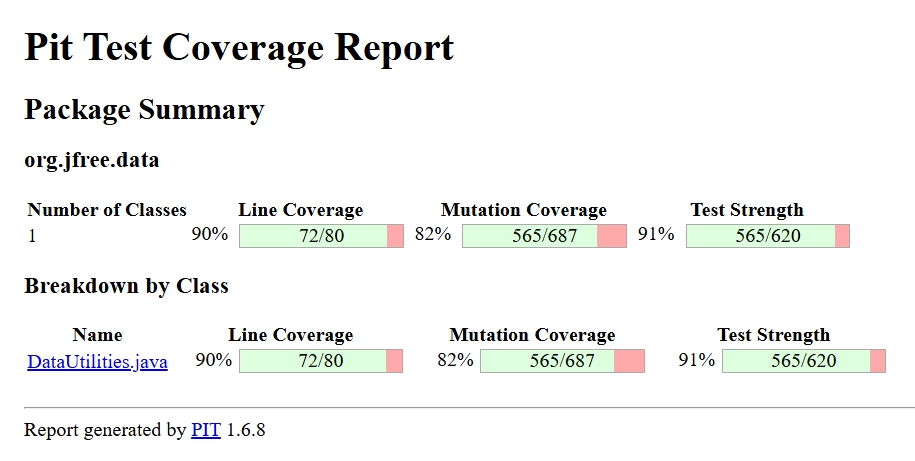 Pit Test Coverage Report
Package Summary
org.jfree.data
Number of Classes Line Coverage Mutation Coverage Test Strength
1 90% 72/80 82% 565/687 91% 565/620
Breakdown by Class
Name Line Coverage Mutation Coverage Test Strength
DataUtilities.java 90% 72/80 82% 565/687 91% 565/620
Report generated by PIT 1.6.8